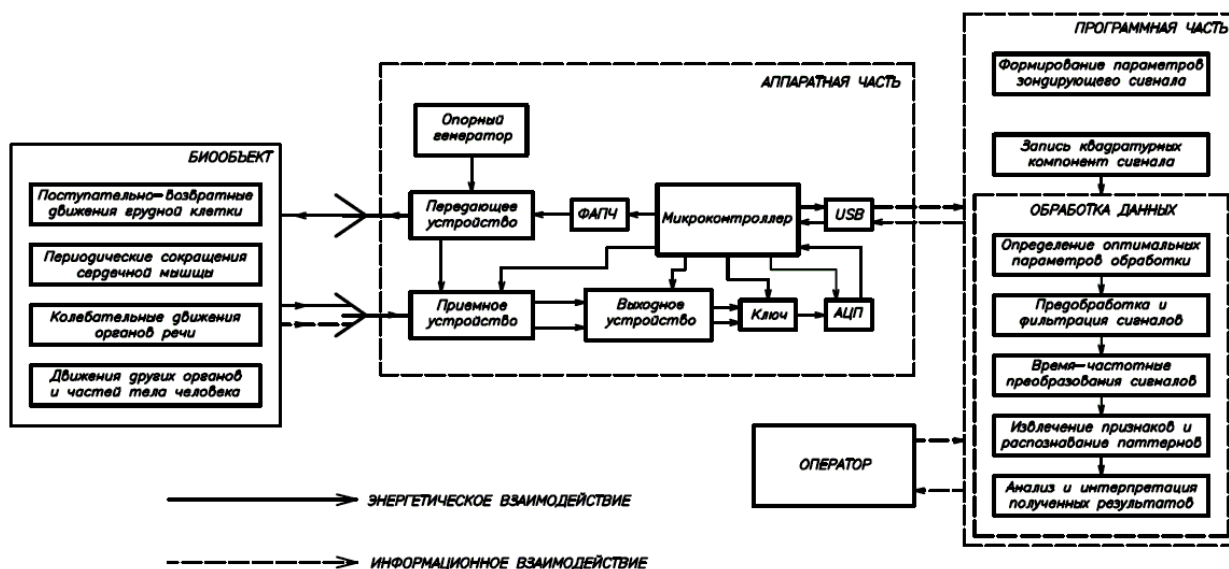 БИООБЪЕКТ
Поступательно-возвратные
движения грудной клетки
Периодические сокращения
сердечной мышцы
Колебательные движения
органов речи
Движения других органов
и частей тела человека
АППАРАТНАЯ ЧАСТЬ
Опорный
генератор
Передающее
устройство
ФАПЧ
Микроконтроллер
USB
Приемное
устройство
Выходное
устройство
Ключ
АЦП
ПРОГРАММНАЯ ЧАСТЬ
Формирование параметров
зондирующего сигнала
Запись квадратурных
компонент сигнала
ОБРАБОТКА ДАННЫХ
Определение оптимальных
параметров обработки
Предобработка и
фильтрация сигналов
Время-частотные
преобразования сигналов
Извлечение признаков и
распознавание паттернов
Анализ и интерпретация
полученных результатов
ОПЕРАТОР
ЭНЕРГЕТИЧЕСКОЕ ВЗАИМОДЕЙСТВИЕ
ИНФОРМАЦИОННОЕ ВЗАИМОДЕЙСТВИЕ